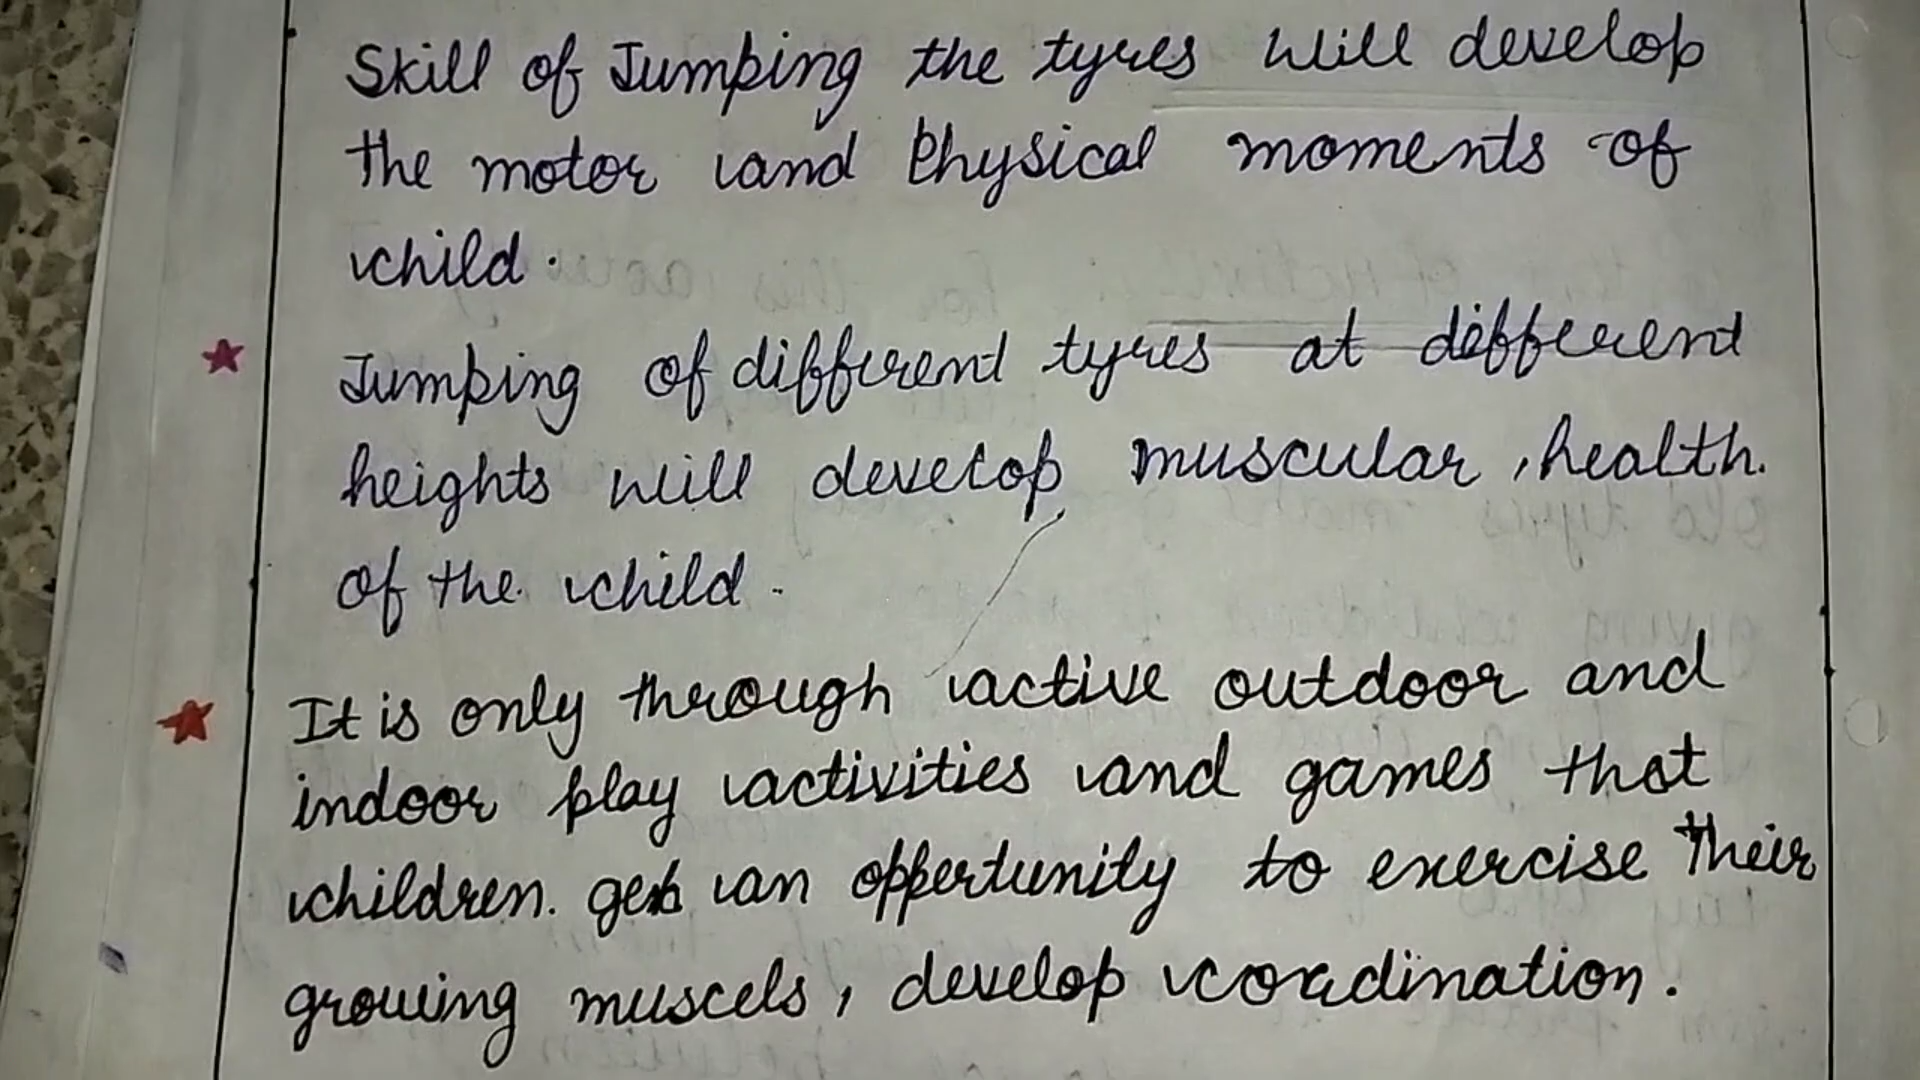 Skill of Jumping the tyres will develop
the motor and Physical moments of
child.
Jumping of different tyres at different
heights will develop muscular, health.
of the child.
It is only through active outdoor and
indoor play activities and games that
children. get an oppertunity to exercise their
growing muscels, develop coordination.